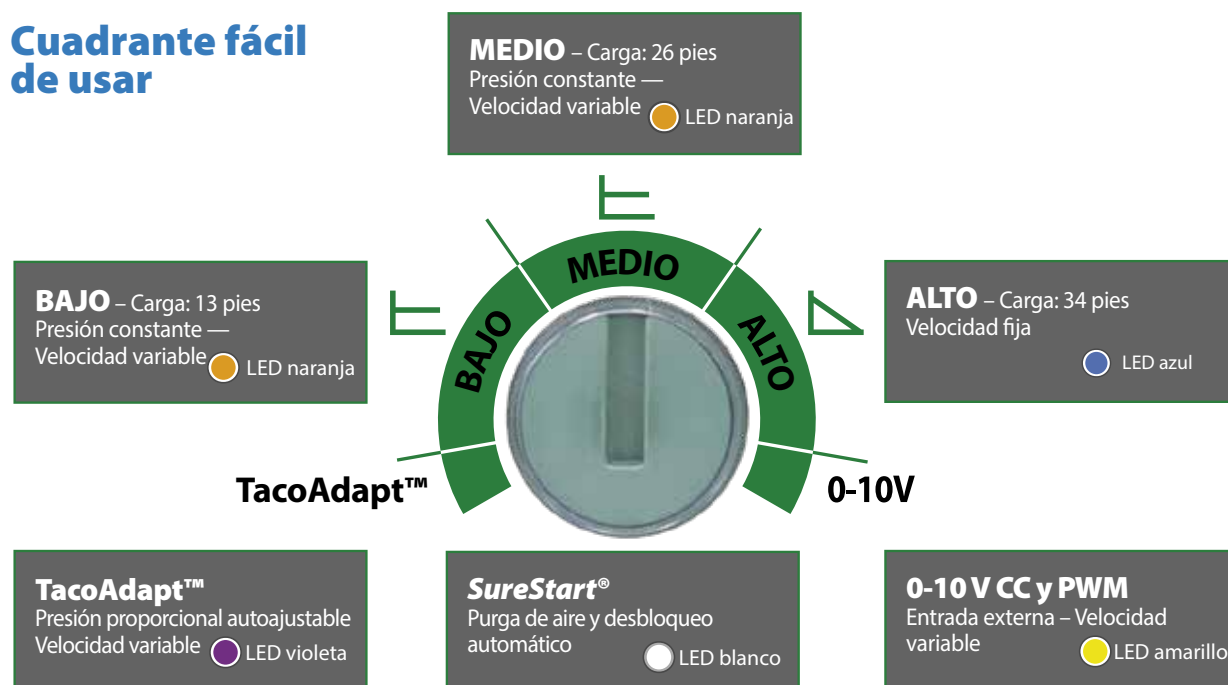 Cuadrante fácil
de usar
MEDIO – Carga: 26 pies
Presión constante —
Velocidad variable
LED naranja
BAJO – Carga: 13 pies
Presión constante —
Velocidad variable
LED naranja
ALTO – Carga: 34 pies
Velocidad fija
LED azul
BAJO
MEDIO
ALTO
TacoAdapt™
0-10V
TacoAdapt™
Presión proporcional autoajustable
Velocidad variable
LED violeta
SureStart®
Purga de aire y desbloqueo
automático
LED blanco
0-10 V CC y PWM
Entrada externa – Velocidad
variable
LED amarillo